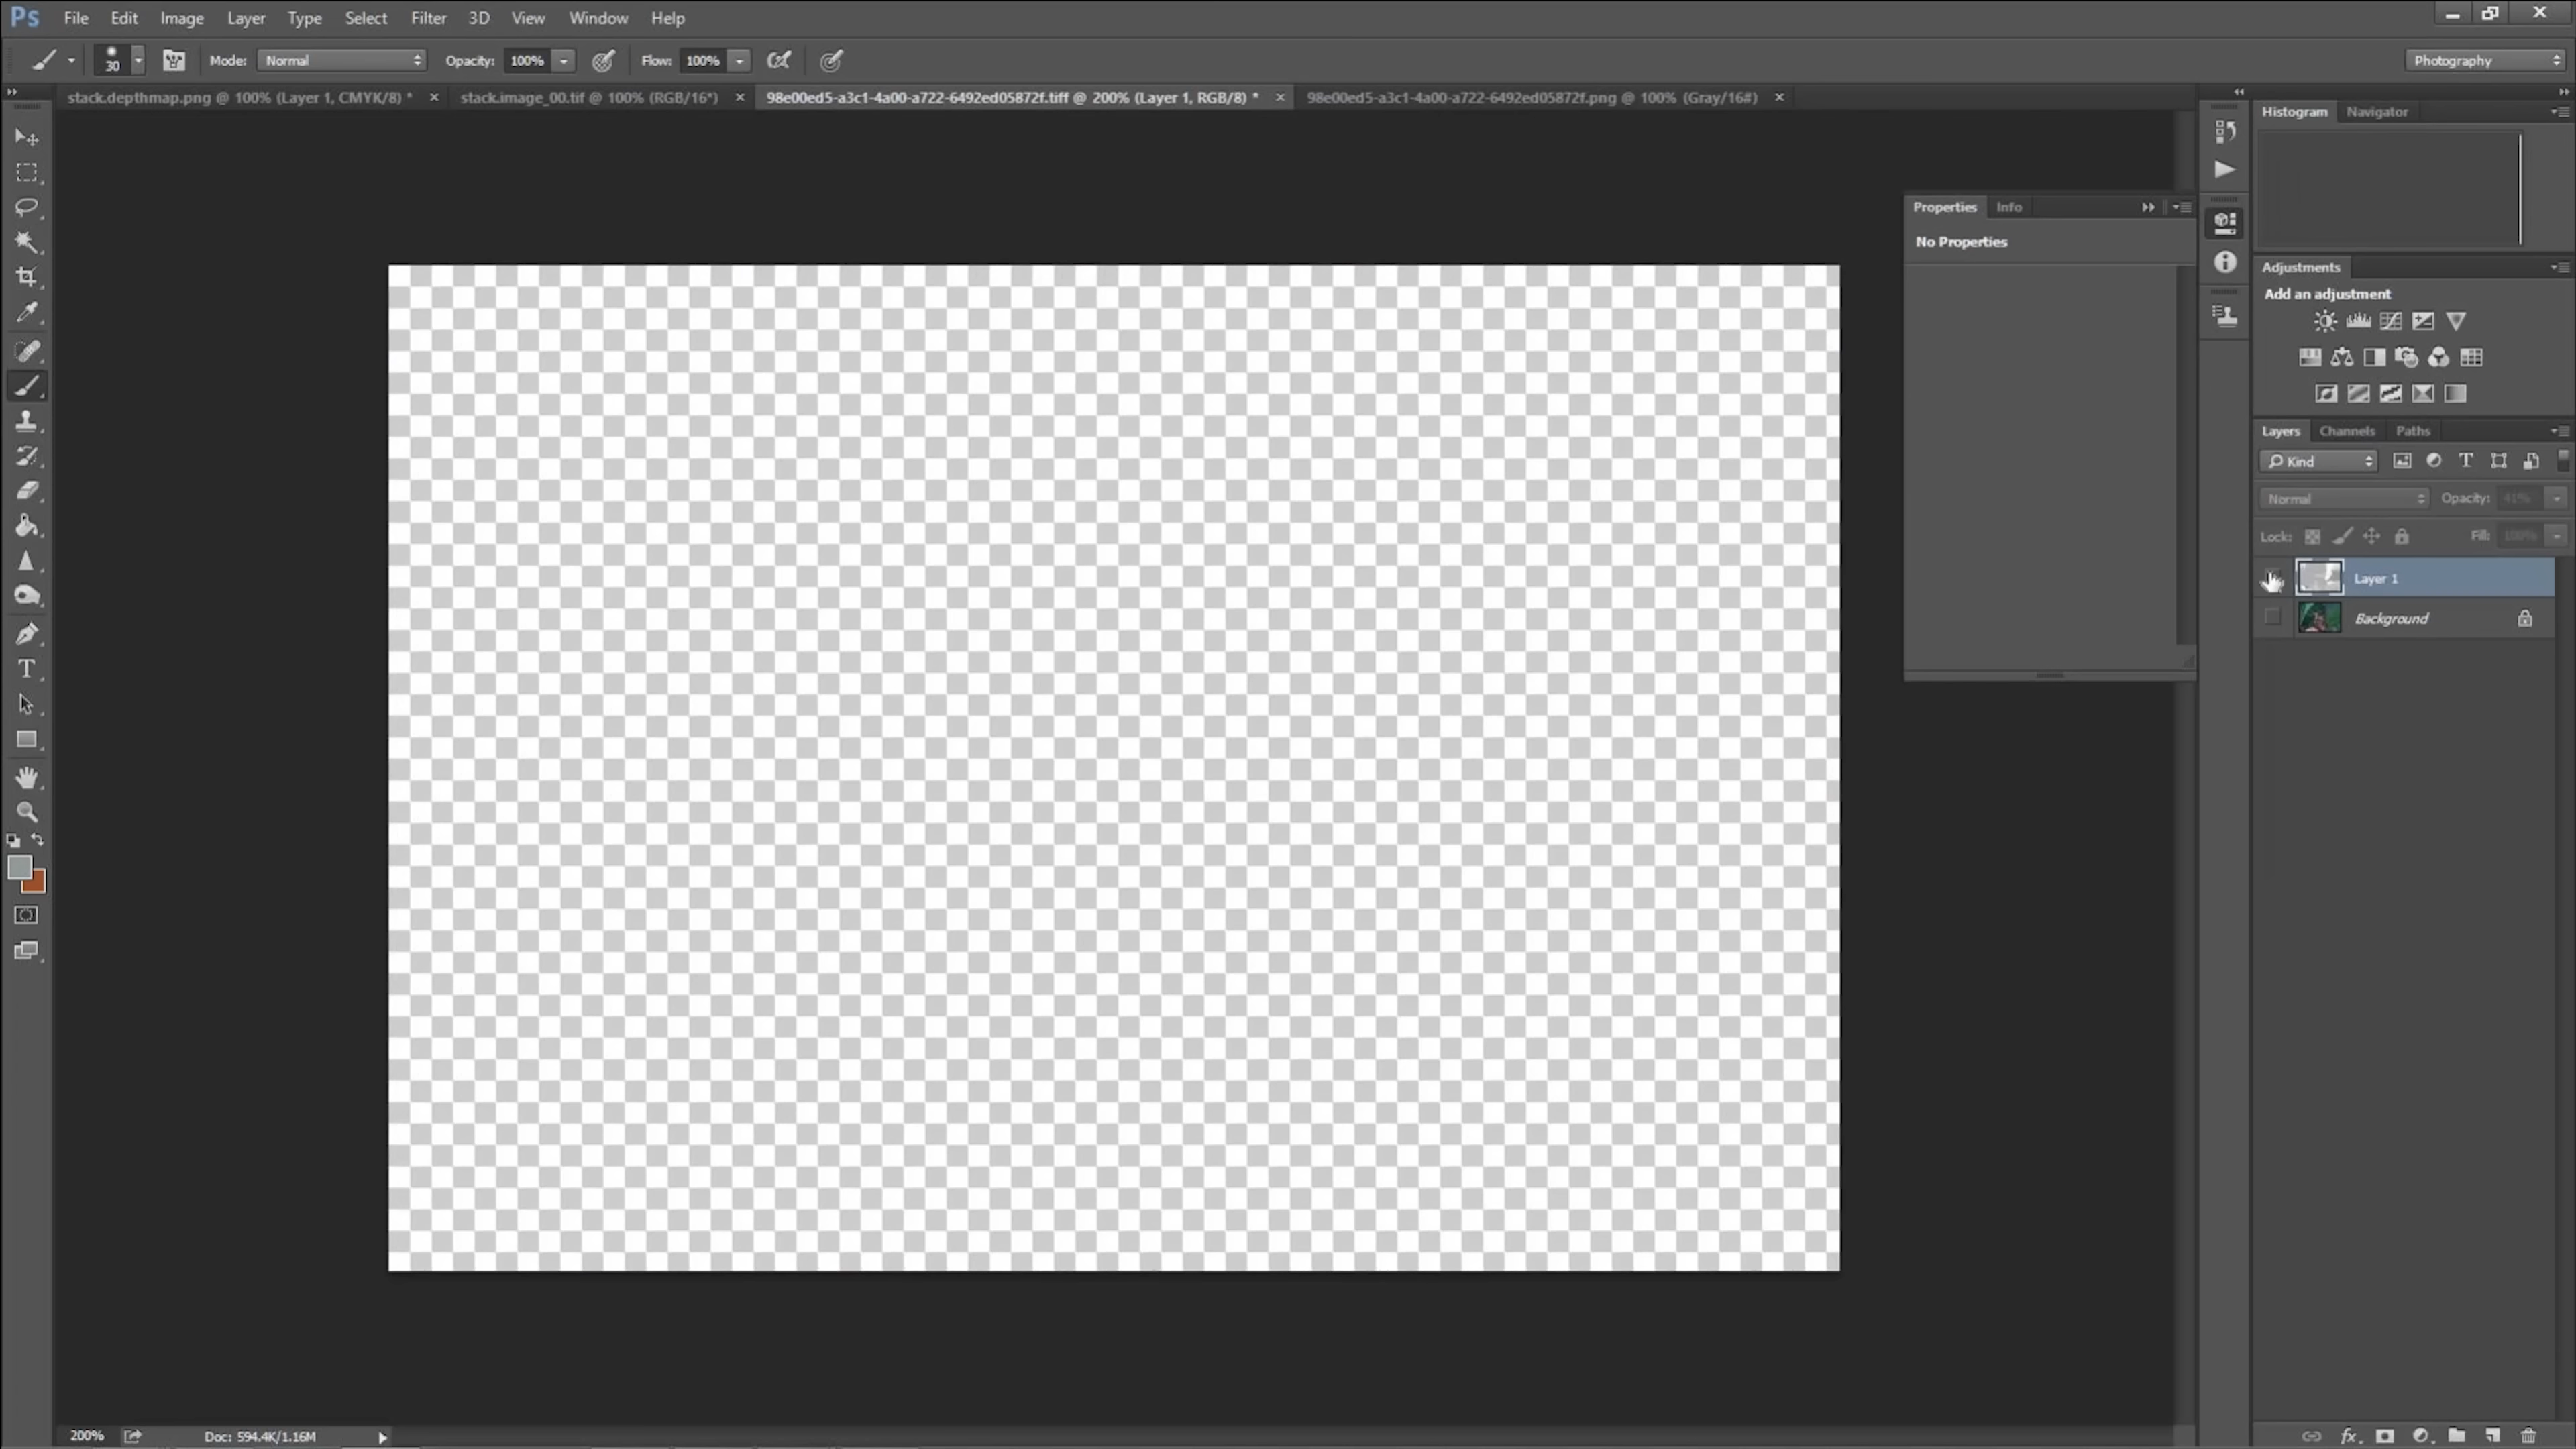 Ps File Edit Image Layer Type Select Filter 3D View Window Help
30 Mode: Normal Opacity: 100% Flow: 100% Photography
stack.depthmap.png @ 100% (Layer 1, CMYK/8) * stack.image_00.tif @ 100% (RGB/16*) 98e00ed5-a3c1-4a00-a722-6492ed05872f.tiff @ 200% (Layer 1, RGB/8) * 98e00ed5-a3c1-4a00-a722-6492ed05872f.png @ 100% (Gray/16#)
Histogram Navigator
Properties Info
No Properties
Adjustments
Add an adjustment
Layers Channels Paths
Kind
Normal Opacity: 41%
Lock: Fill: 100%
Layer 1
Background
200% Doc: 594.4K/1.16M